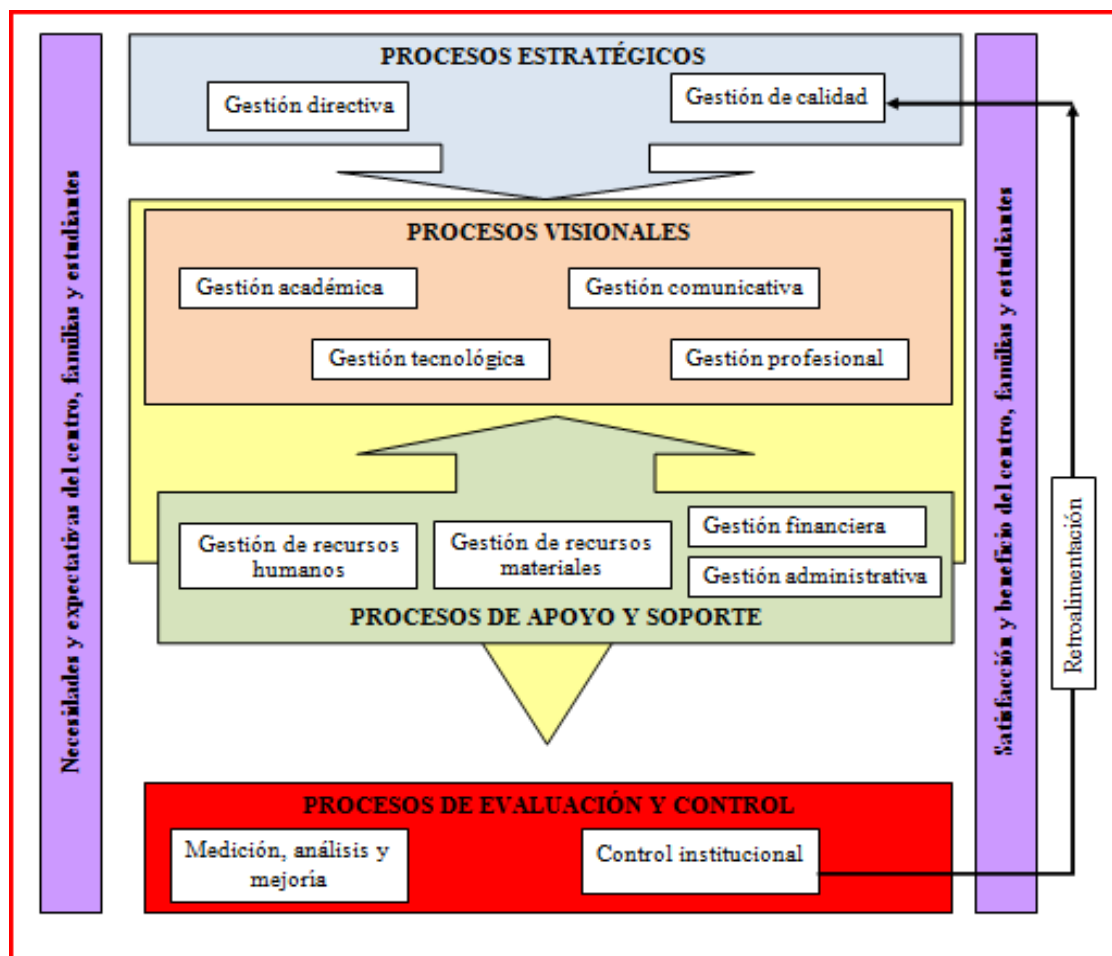 Necesidades y expectativas del centro, familias y estudiantes
PROCESOS ESTRATÉGICOS
Gestión directiva
Gestión de calidad
PROCESOS VISIONALES
Gestión académica
Gestión comunicativa
Gestión tecnológica
Gestión profesional
Gestión de recursos
humanos
Gestión de recursos
materiales
Gestión financiera
Gestión administrativa
PROCESOS DE APOYO Y SOPORTE
PROCESOS DE EVALUACIÓN Y CONTROL
Medición, análisis y
mejoría
Control institucional
Satisfacción y beneficio del centro, familias y estudiantes
Retroalimentación